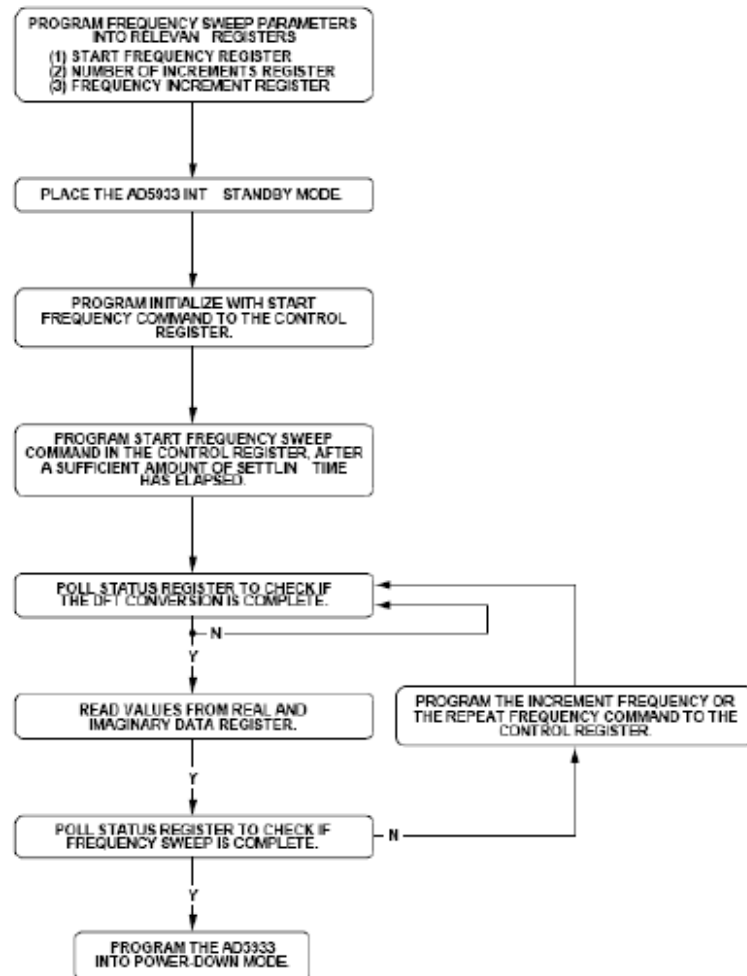 PROGRAM FREQUENCY SWEEP PARAMETERS
INTO RELEVAN REGISTERS
(1) START FREQUENCY REGISTER
(2) NUMBER OF INCREMENTS REGISTER
(3) FREQUENCY INCREMENT REGISTER
PLACE THE AD5933 INT STANDBY MODE.
PROGRAM INITIALIZE WITH START
FREQUENCY COMMAND TO THE CONTROL
REGISTER.
PROGRAM START FREQUENCY SWEEP
COMMAND IN THE CONTROL REGISTER, AFTER
A SUFFICIENT AMOUNT OF SETTLIN TIME
HAS ELAPSED.
POLL STATUS REGISTER TO CHECK IF
THE DFT CONVERSION IS COMPLETE.
N
Y
READ VALUES FROM REAL AND
IMAGINARY DATA REGISTER.
PROGRAM THE INCREMENT FREQUENCY OR
THE REPEAT FREQUENCY COMMAND TO THE
CONTROL REGISTER.
Y
POLL STATUS REGISTER TO CHECK IF
FREQUENCY SWEEP IS COMPLETE.
N
Y
PROGRAM THE AD5933
INTO POWER-DOWN MODE.